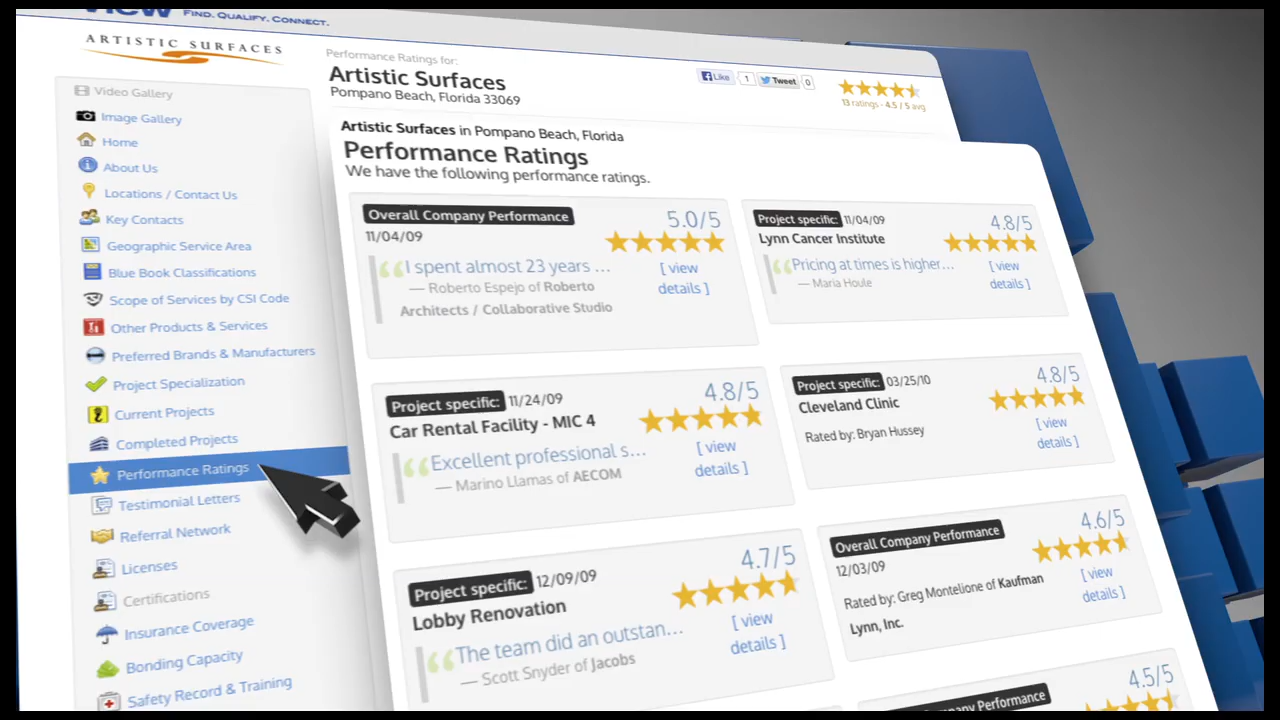 VIEW FIND. QUALIFY. CONNECT.
ARTISTIC SURFACES
Video Gallery
Image Gallery
Home
About Us
Locations / Contact Us
Key Contacts
Geographic Service Area
Blue Book Classifications
Scope of Services by CSI Code
Other Products & Services
Preferred Brands & Manufacturers
Project Specialization
Current Projects
Completed Projects
Performance Ratings
Testimonial Letters
Referral Network
Licenses
Certifications
Insurance Coverage
Bonding Capacity
Safety Record & Training
Performance Ratings for:
Artistic Surfaces
Pompano Beach, Florida 33069
Like 1 Tweet 0
13 ratings - 4.5 / 5 avg
Artistic Surfaces in Pompano Beach, Florida
Performance Ratings
We have the following performance ratings.
Overall Company Performance 5.0/5
11/04/09
I spent almost 23 years ... [ view
details ]
— Roberto Espejo of Roberto
Architects / Collaborative Studio
Project specific: 11/04/09 4.8/5
Lynn Cancer Institute
Pricing at times is higher... [ view
details ]
— Maria Houle
Project specific: 11/24/09 4.8/5
Car Rental Facility - MIC 4
Excellent professional s... [ view
details ]
— Marino Llamas of AECOM
Project specific: 03/25/10 4.8/5
Cleveland Clinic
Rated by: Bryan Hussey [ view
details ]
Project specific: 12/09/09 4.7/5
Lobby Renovation
The team did an outstan... [ view
details ]
— Scott Snyder of Jacobs
Overall Company Performance 4.6/5
12/03/09
Rated by: Greg Montelione of Kaufman
Lynn, Inc.
[ view
details ]
Company Performance 4.5/5